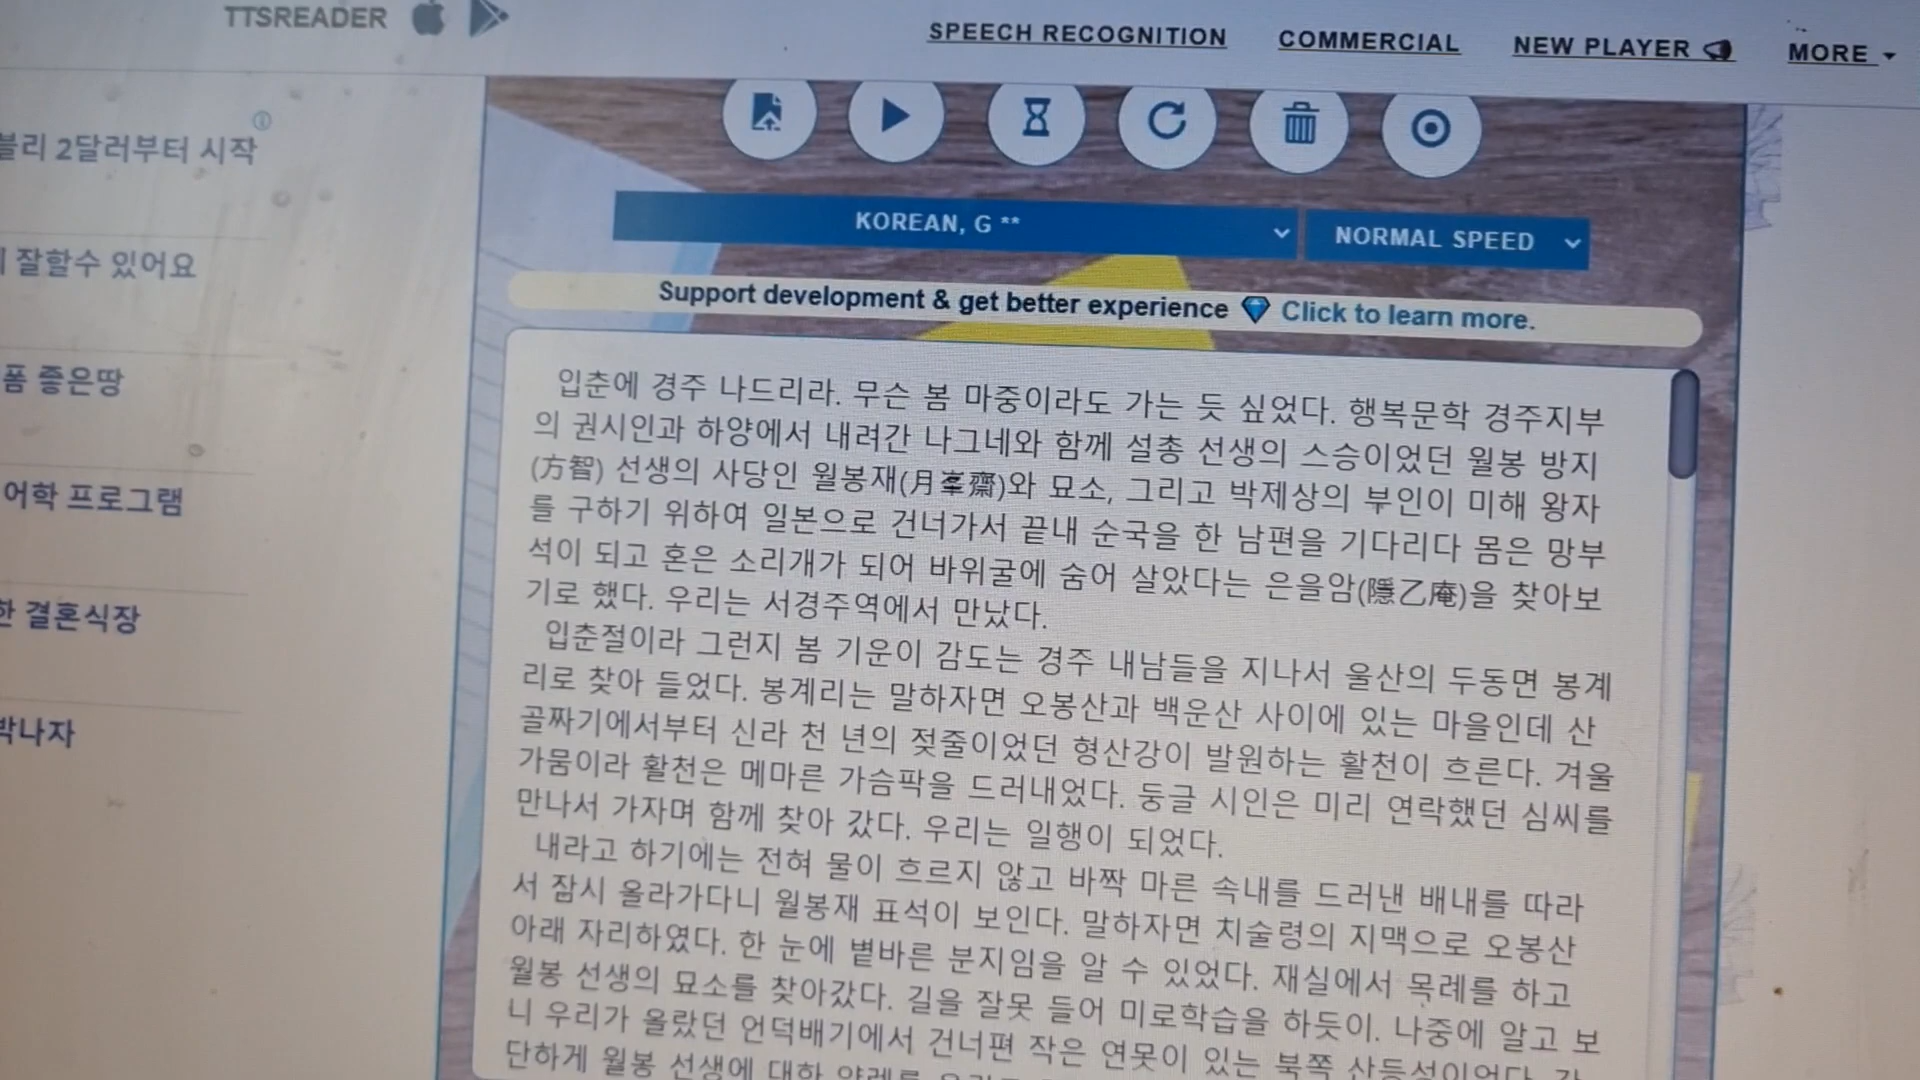 TTSREADER
SPEECH RECOGNITION
COMMERCIAL
NEW PLAYER
MORE
블리 2달러부터 시작
잘할수 있어요
폼 좋은땅
어학 프로그램
한 결혼식장
박나자
KOREAN, G **
NORMAL SPEED
Support development & get better experience Click to learn more.
입춘에 경주 나드리라. 무슨 봄 마중이라도 가는 듯 싶었다. 행복문학 경주지부
의 권시인과 하양에서 내려간 나그네와 함께 설총 선생의 스승이었던 월봉 방지
(方智) 선생의 사당인 월봉재(月峯齋)와 묘소, 그리고 박제상의 부인이 미해 왕자
를 구하기 위하여 일본으로 건너가서 끝내 순국을 한 남편을 기다리다 몸은 망부
석이 되고 혼은 소리개가 되어 바위굴에 숨어 살았다는 은을암(隱乙庵)을 찾아보
기로 했다. 우리는 서경주역에서 만났다.
입춘절이라 그런지 봄 기운이 감도는 경주 내남들을 지나서 울산의 두동면 봉계
리로 찾아 들었다. 봉계리는 말하자면 오봉산과 백운산 사이에 있는 마을인데 산
골짜기에서부터 신라 천 년의 젖줄이었던 형산강이 발원하는 활천이 흐른다. 겨울
가뭄이라 활천은 메마른 가슴팍을 드러내었다. 둥글 시인은 미리 연락했던 심씨를
만나서 가자며 함께 찾아 갔다. 우리는 일행이 되었다.
내라고 하기에는 전혀 물이 흐르지 않고 바짝 마른 속내를 드러낸 배내를 따라
서 잠시 올라가다니 월봉재 표석이 보인다. 말하자면 치술령의 지맥으로 오봉산
아래 자리하였다. 한 눈에 볕바른 분지임을 알 수 있었다. 재실에서 목례를 하고
월봉 선생의 묘소를 찾아갔다. 길을 잘못 들어 미로학습을 하듯이. 나중에 알고 보
니 우리가 올랐던 언덕배기에서 건너편 작은 연못이 있는 북쪽 산등성이었다.
단하게 월봉 선생에 대한